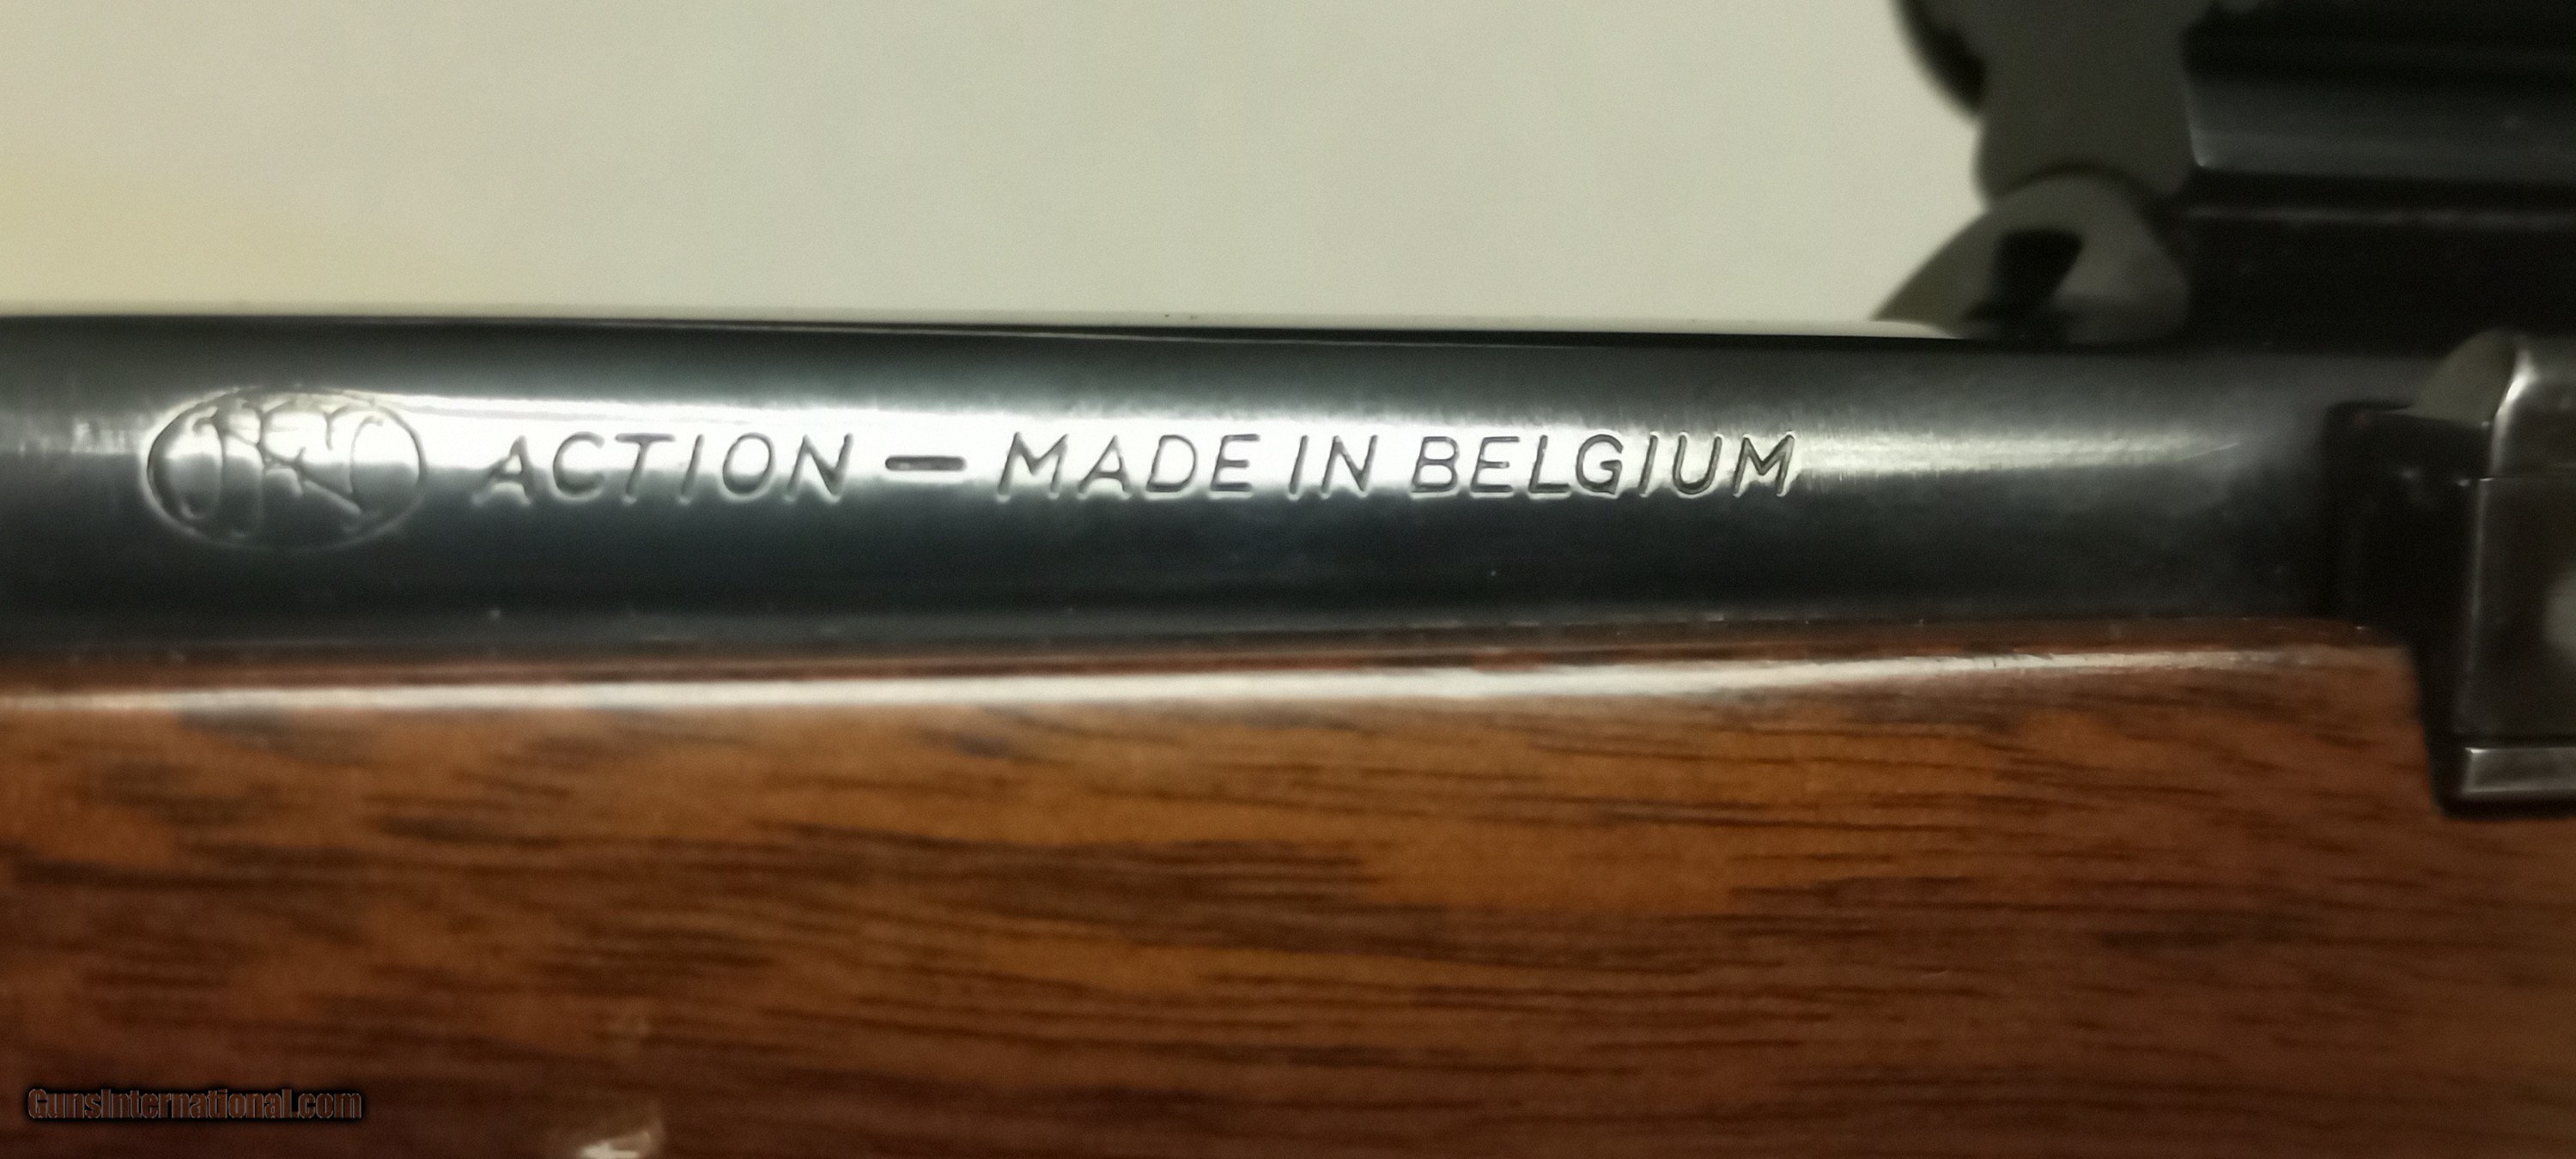 FN ACTION — MADE IN BELGIUM
GunsInternational.com